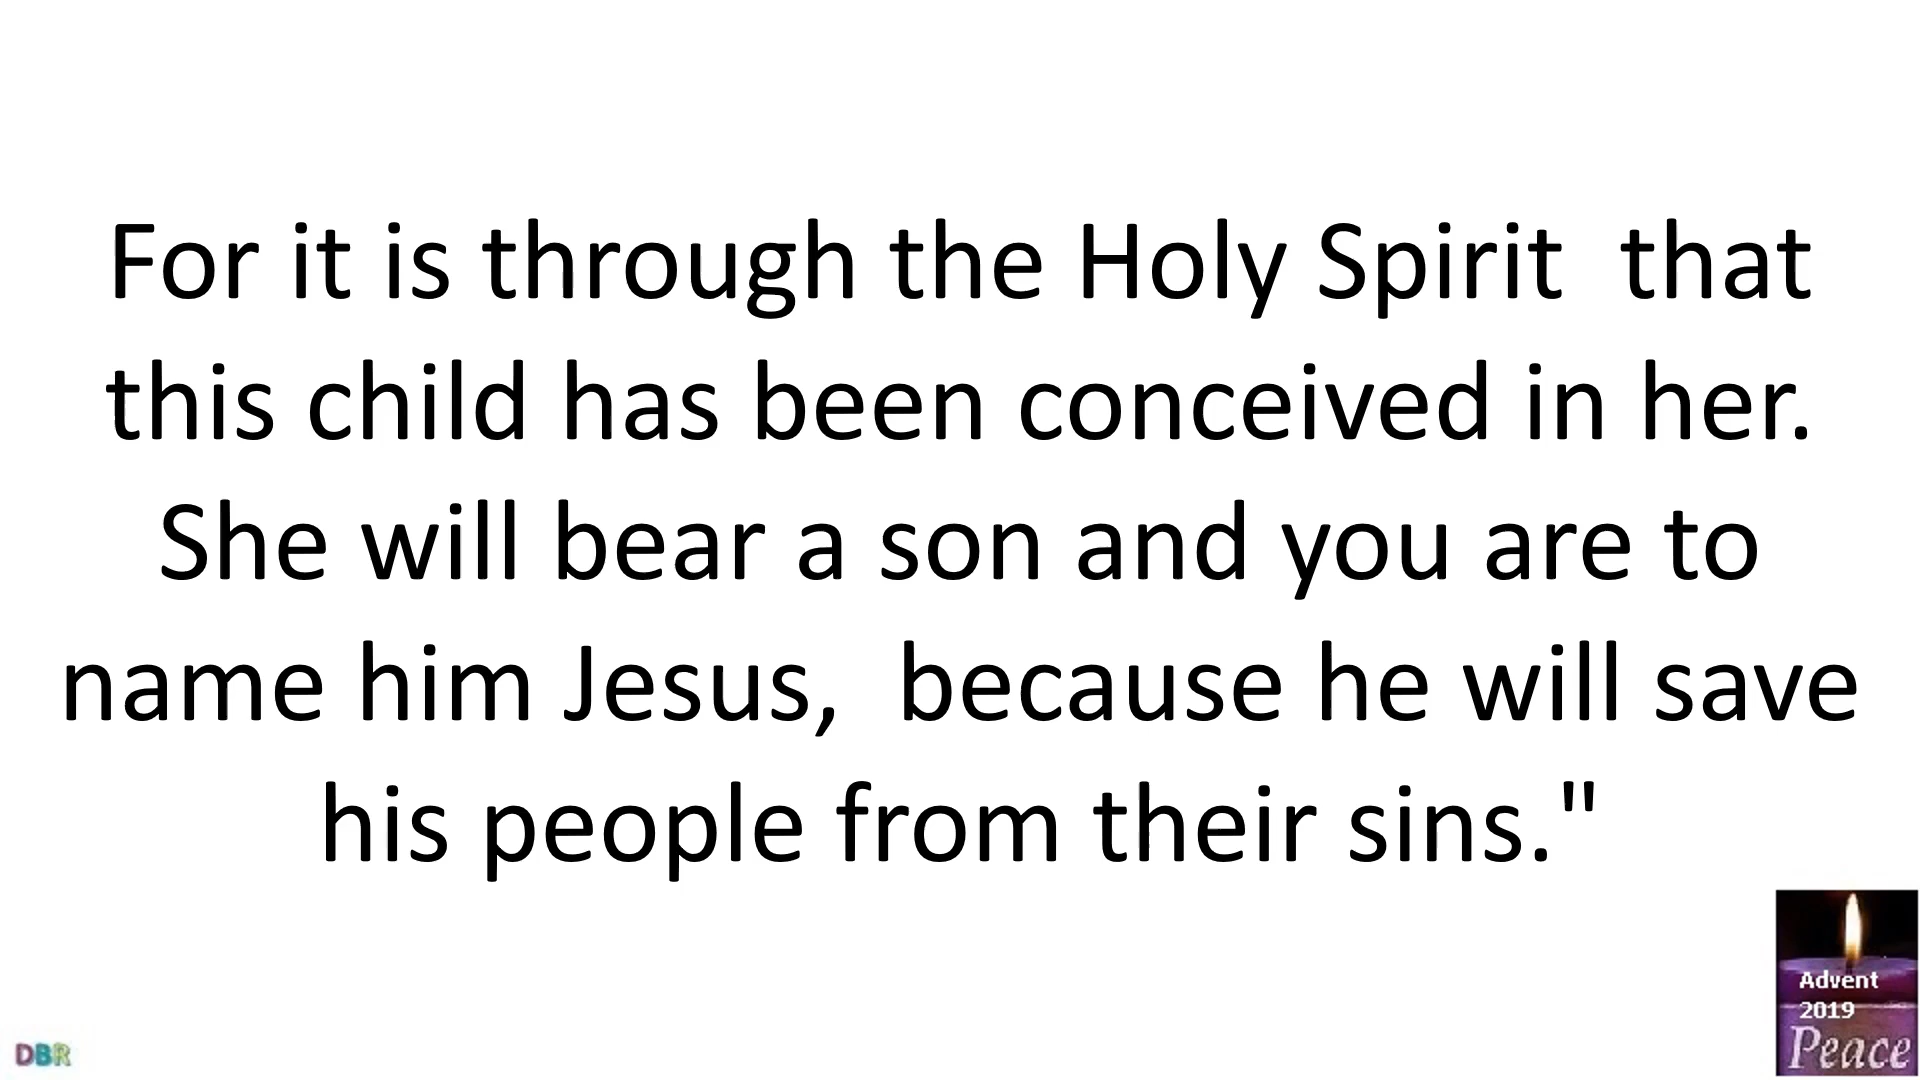 For it is through the Holy Spirit  that
this child has been conceived in her.
She will bear a son and you are to
name him Jesus,  because he will save
his people from their sins."
Advent
2019
Peace
DBR